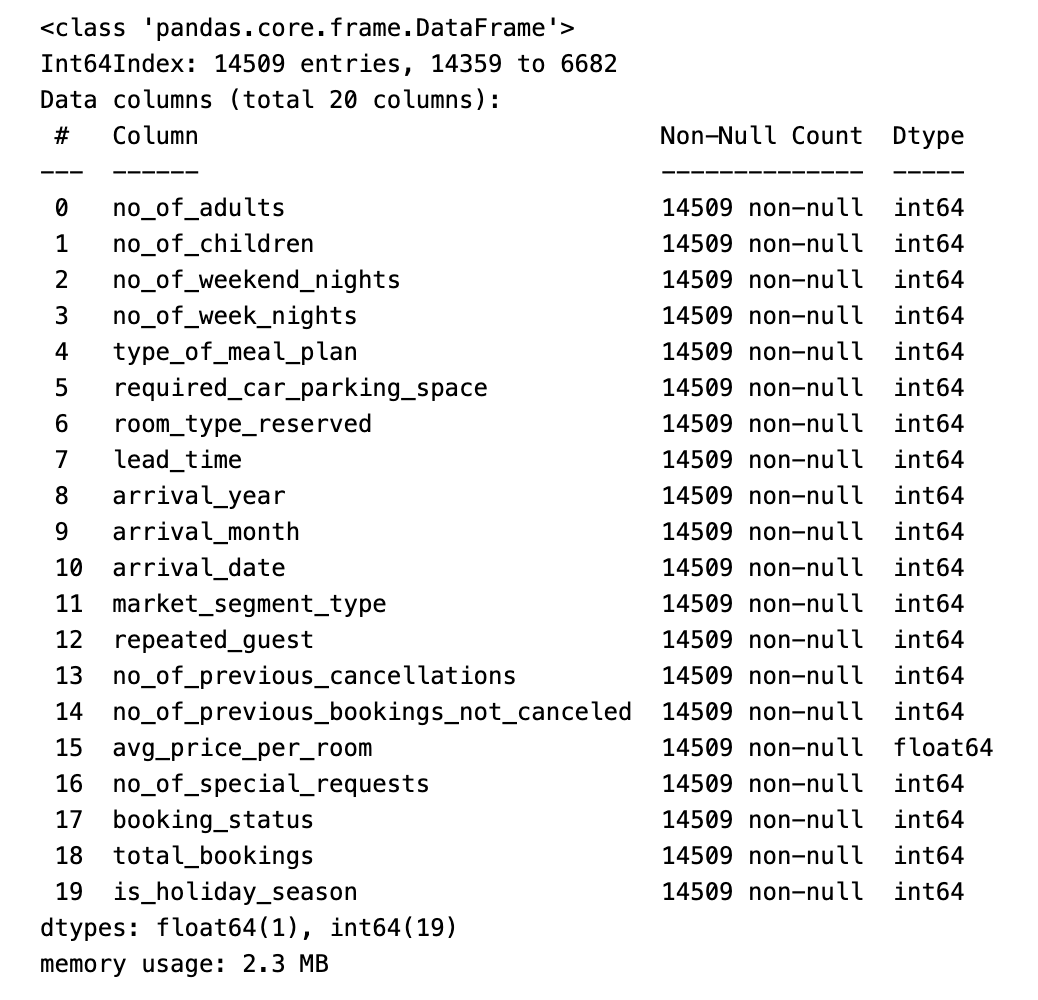 <class 'pandas.core.frame.DataFrame'>
Int64Index: 14509 entries, 14359 to 6682
Data columns (total 20 columns):
 #   Column                                Non-Null Count  Dtype
---  ------                                --------------  -----
 0   no_of_adults                          14509 non-null  int64
 1   no_of_children                        14509 non-null  int64
 2   no_of_weekend_nights                  14509 non-null  int64
 3   no_of_week_nights                     14509 non-null  int64
 4   type_of_meal_plan                     14509 non-null  int64
 5   required_car_parking_space            14509 non-null  int64
 6   room_type_reserved                    14509 non-null  int64
 7   lead_time                             14509 non-null  int64
 8   arrival_year                          14509 non-null  int64
 9   arrival_month                         14509 non-null  int64
 10  arrival_date                          14509 non-null  int64
 11  market_segment_type                   14509 non-null  int64
 12  repeated_guest                        14509 non-null  int64
 13  no_of_previous_cancellations          14509 non-null  int64
 14  no_of_previous_bookings_not_canceled  14509 non-null  int64
 15  avg_price_per_room                    14509 non-null  float64
 16  no_of_special_requests                14509 non-null  int64
 17  booking_status                        14509 non-null  int64
 18  total_bookings                        14509 non-null  int64
 19  is_holiday_season                     14509 non-null  int64
dtypes: float64(1), int64(19)
memory usage: 2.3 MB